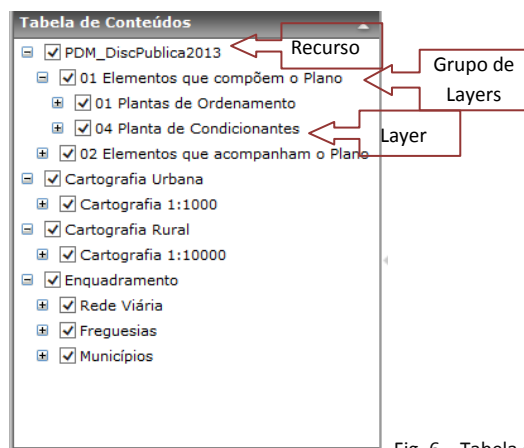 Tabela de Conteúdos
PDM_DiscPublica2013
Recurso
01 Elementos que compõem o Plano
Grupo de
Layers
01 Plantas de Ordenamento
04 Planta de Condicionantes
Layer
02 Elementos que acompanham o Plano
Cartografia Urbana
Cartografia 1:1000
Cartografia Rural
Cartografia 1:10000
Enquadramento
Rede Viária
Freguesias
Municípios
Fig. 6 Tabela